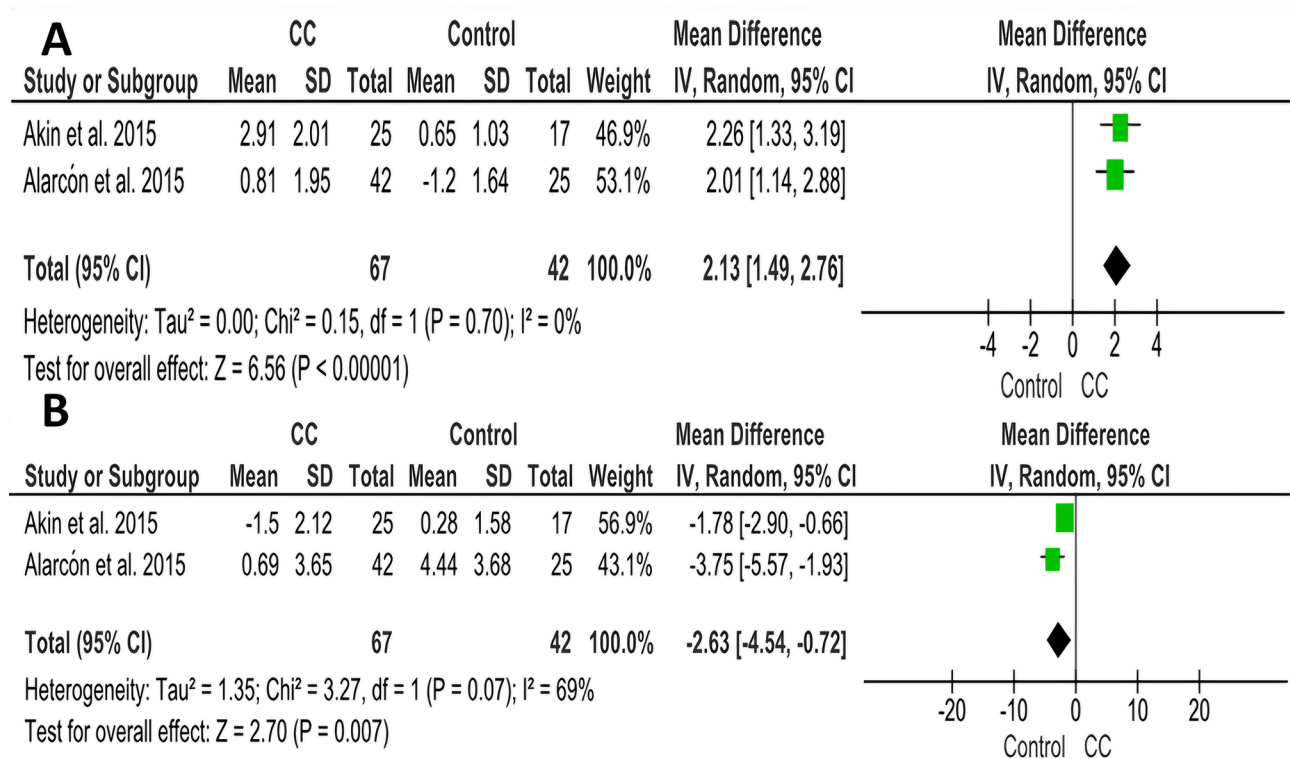 A
CC Control Mean Difference Mean Difference
Study or Subgroup Mean SD Total Mean SD Total Weight IV, Random, 95% CI IV, Random, 95% CI
Akin et al. 2015 2.91 2.01 25 0.65 1.03 17 46.9% 2.26 [1.33, 3.19]
Alarcón et al. 2015 0.81 1.95 42 -1.2 1.64 25 53.1% 2.01 [1.14, 2.88]
Total (95% CI) 67 42 100.0% 2.13 [1.49, 2.76]
Heterogeneity: Tau² = 0.00; Chi² = 0.15, df = 1 (P = 0.70); I² = 0%
Test for overall effect: Z = 6.56 (P < 0.00001)
-4 -2 0 2 4
Control CC
B
CC Control Mean Difference Mean Difference
Study or Subgroup Mean SD Total Mean SD Total Weight IV, Random, 95% CI IV, Random, 95% CI
Akin et al. 2015 -1.5 2.12 25 0.28 1.58 17 56.9% -1.78 [-2.90, -0.66]
Alarcón et al. 2015 0.69 3.65 42 4.44 3.68 25 43.1% -3.75 [-5.57, -1.93]
Total (95% CI) 67 42 100.0% -2.63 [-4.54, -0.72]
Heterogeneity: Tau² = 1.35; Chi² = 3.27, df = 1 (P = 0.07); I² = 69%
Test for overall effect: Z = 2.70 (P = 0.007)
-20 -10 0 10 20
Control CC